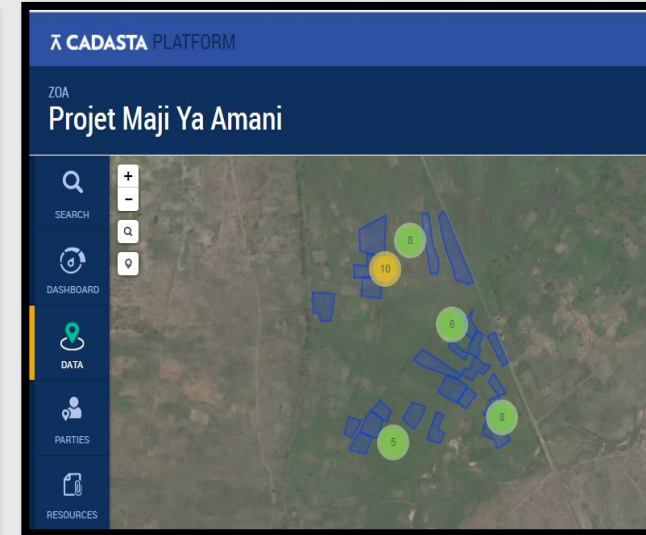 CADASTA PLATFORM
ZOA
Projet Maji Ya Amani
SEARCH
DASHBOARD
DATA
PARTIES
RESOURCES
+
-
8
10
6
8
5